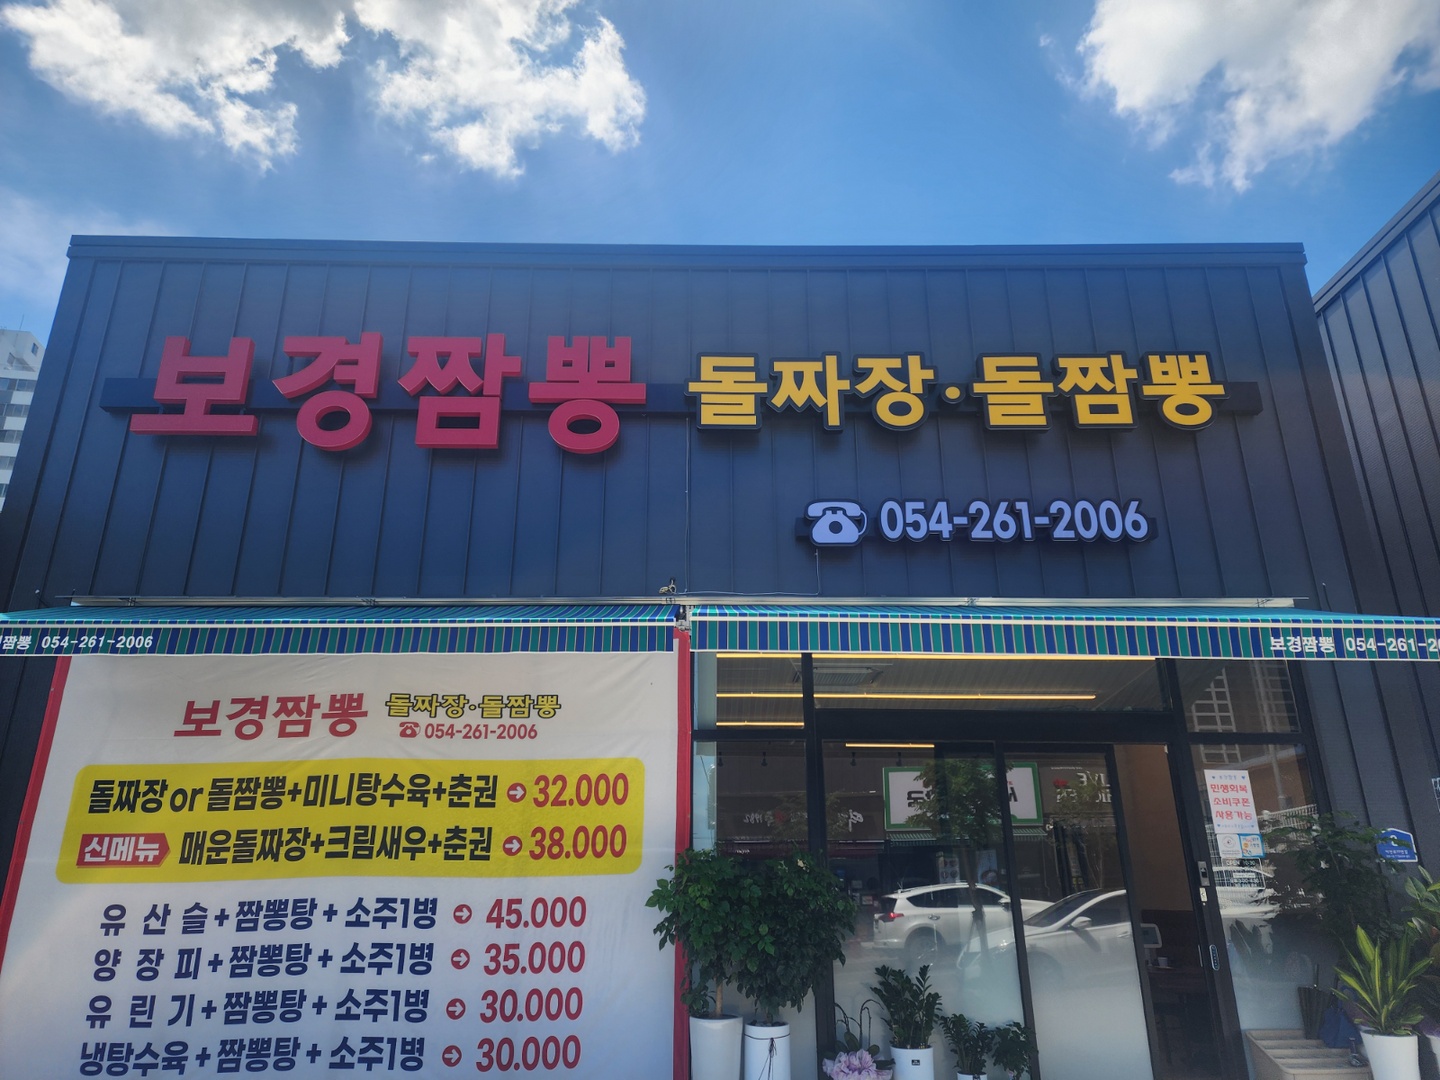 보경짬뽕 돌짜장·돌짬뽕
054-261-2006
짬뽕 054-261-2006
보경짬뽕 054-261-20
보경짬뽕 돌짜장·돌짬뽕
054-261-2006
돌짜장 or 돌짬뽕+미니탕수육+춘권 32.000
신메뉴 매운돌짜장+크림새우+춘권 38.000
유산슬+짬뽕탕+소주1병 45.000
양장피+짬뽕탕+소주1병 35.000
유린기+짬뽕탕+소주1병 30.000
냉탕수육+짬뽕탕+소주1병 30.000
민생회복
소비쿠폰
사용가능